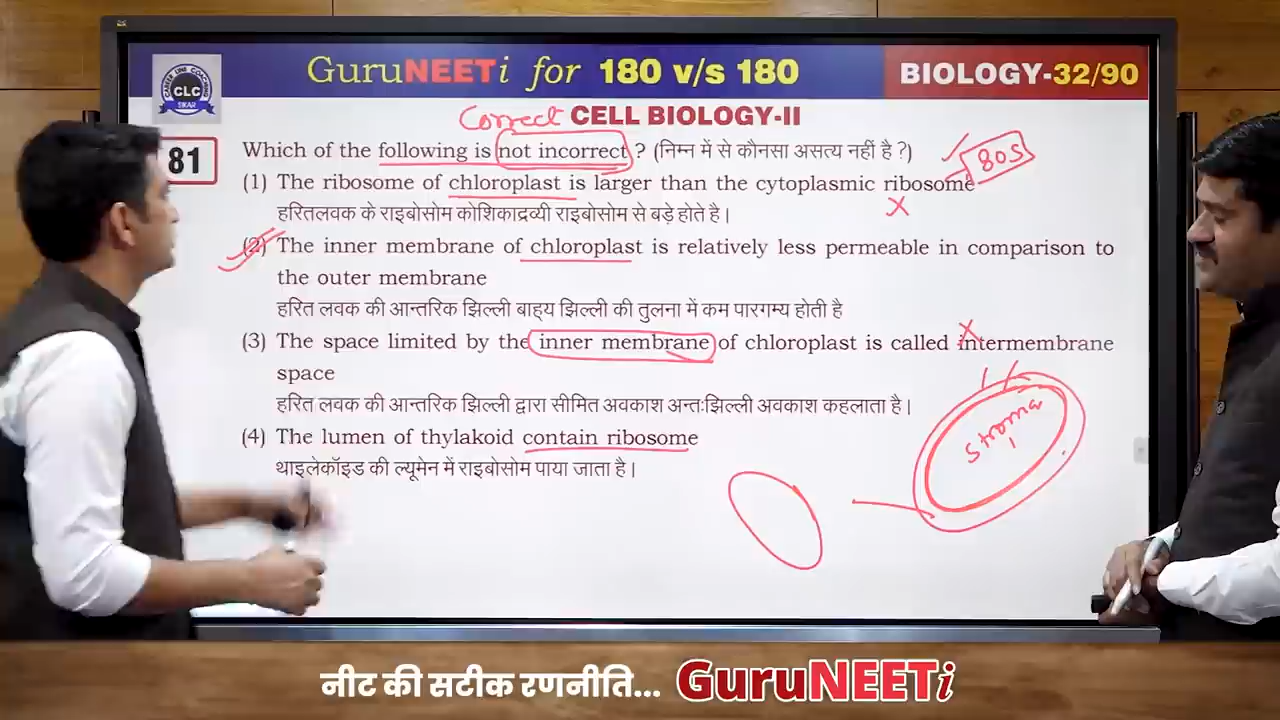 GuruNEETi for 180 v/s 180
BIOLOGY-32/90
CLC
SIKAR
Correct CELL BIOLOGY-II
81
Which of the following is not incorrect ? (निम्न में से कौनसा असत्य नहीं है ?)
80S
(1) The ribosome of chloroplast is larger than the cytoplasmic ribosome
हरितलवक के राइबोसोम कोशिकाद्रव्यी राइबोसोम से बड़े होते है।
(2) The inner membrane of chloroplast is relatively less permeable in comparison to
the outer membrane
हरित लवक की आन्तरिक झिल्ली बाह्य झिल्ली की तुलना में कम पारगम्य होती है
(3) The space limited by the inner membrane of chloroplast is called intermembrane
space
हरित लवक की आन्तरिक झिल्ली द्वारा सीमित अवकाश अन्त:झिल्ली अवकाश कहलाता है।
Stroma
(4) The lumen of thylakoid contain ribosome
थाइलेकॉइड की ल्यूमेन में राइबोसोम पाया जाता है।
नीट की सटीक रणनीति... GuruNEETi